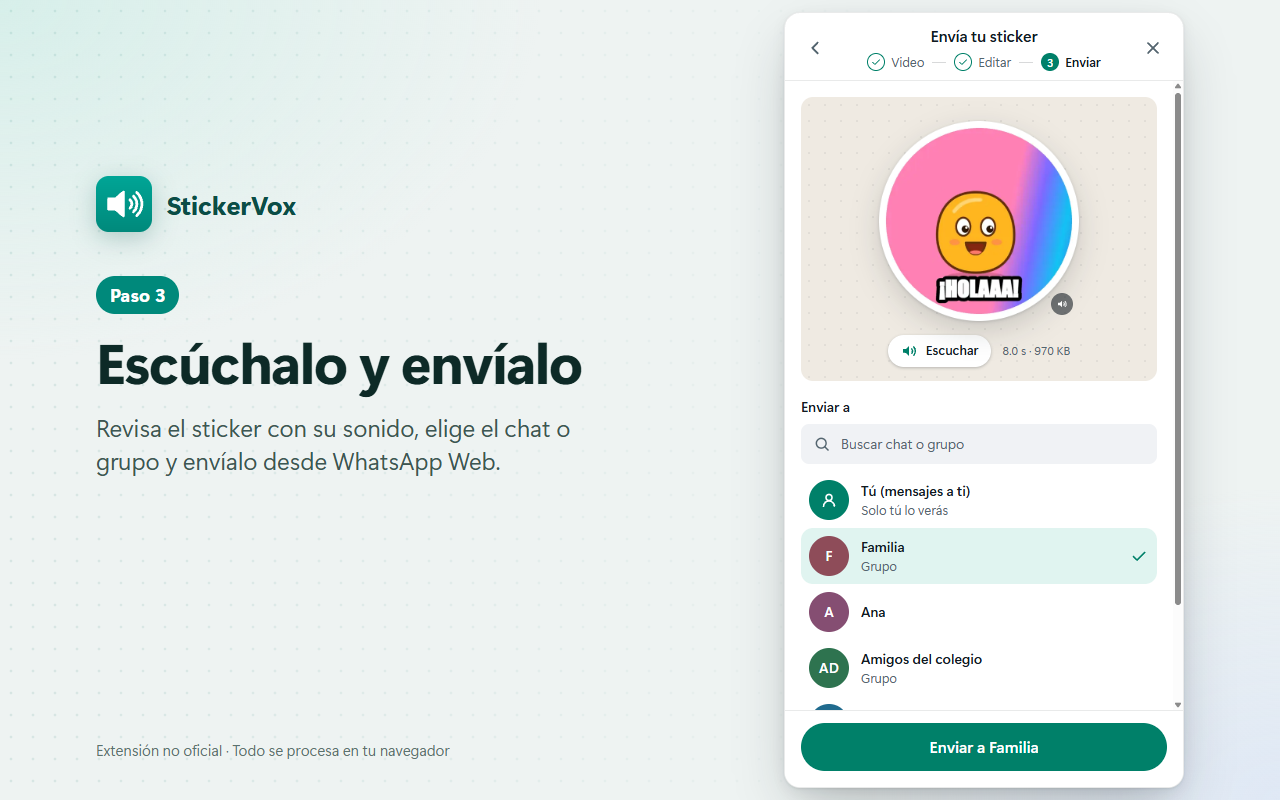 StickerVox
Paso 3
Escúchalo y envíalo
Revisa el sticker con su sonido, elige el chat o
grupo y envíalo desde WhatsApp Web.
Extensión no oficial · Todo se procesa en tu navegador
Envía tu sticker
Video
Editar
3 Enviar
¡HOLAAA!
Escuchar
8.0 s · 970 KB
Enviar a
Buscar chat o grupo
Tú (mensajes a ti)
Solo tú lo verás
F
Familia
Grupo
A
Ana
AD
Amigos del colegio
Grupo
Enviar a Familia